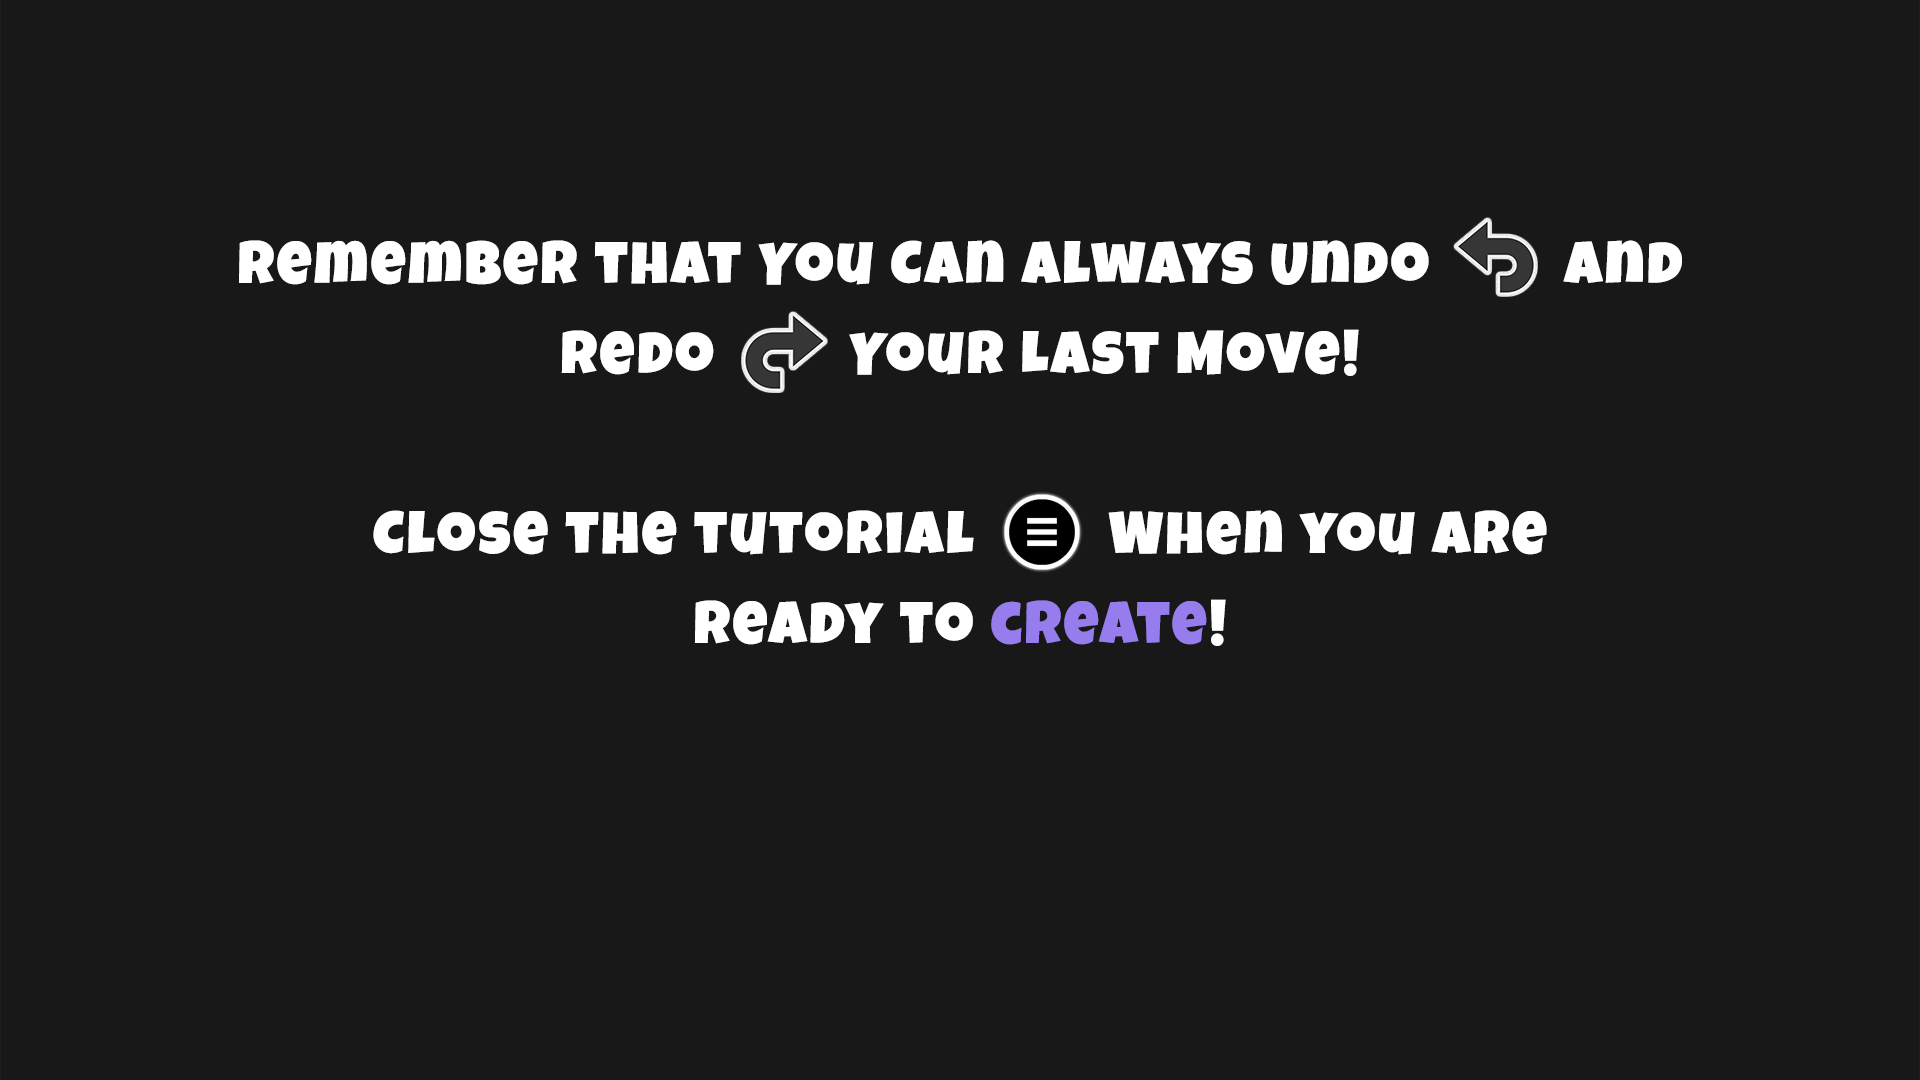 Remember that you can always undo and
redo your last move!
Close the tutorial when you are
ready to create!